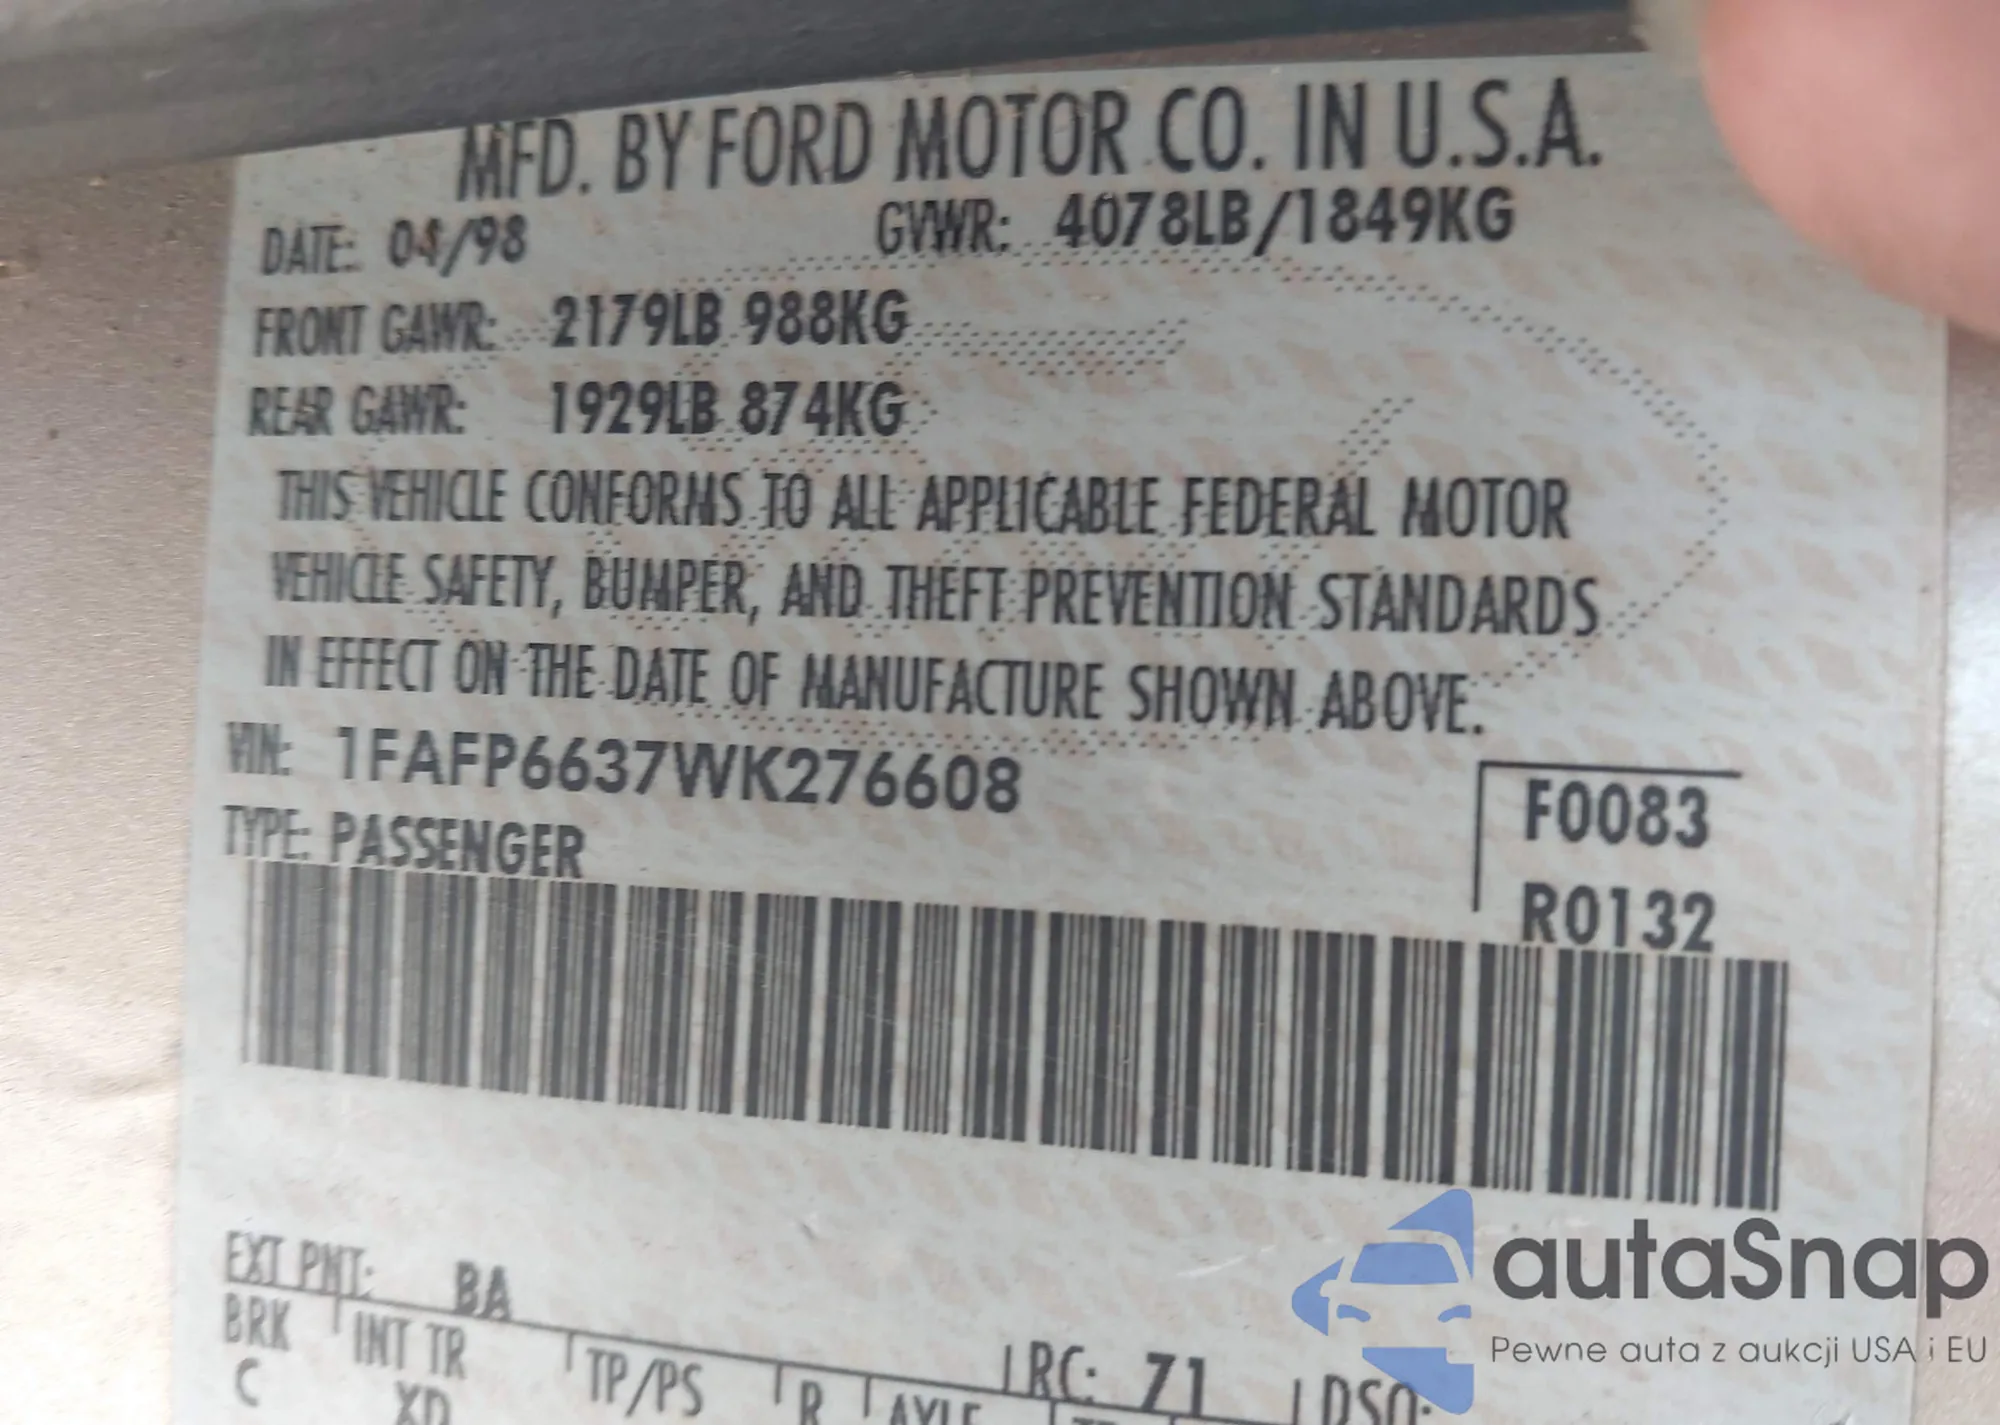 MFD. BY FORD MOTOR CO. IN U.S.A.
DATE: 04/98 GVWR: 4078LB/1849KG
FRONT GAWR: 2179LB 988KG
REAR GAWR: 1929LB 874KG
THIS VEHICLE CONFORMS TO ALL APPLICABLE FEDERAL MOTOR
VEHICLE SAFETY, BUMPER, AND THEFT PREVENTION STANDARDS
IN EFFECT ON THE DATE OF MANUFACTURE SHOWN ABOVE.
VIN: 1FAFP6637WK276608
TYPE: PASSENGER
F0083
R0132
EXT PNT: BA
RC: 71
DSO:
BRK INT TR TP/PS R AXLE
C XD
autaSnap
Pewne auta z aukcji USA i EU